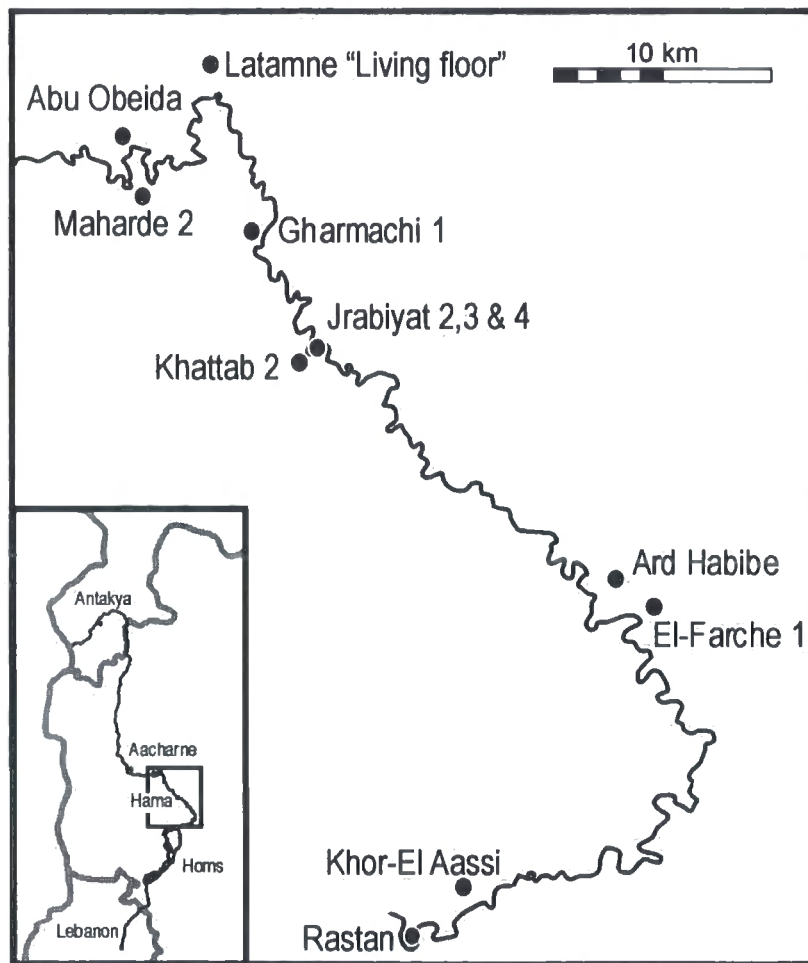 10 km
Latamne “Living floor”
Abu Obeida
Maharde 2
Gharmachi 1
Jrabiyat 2,3 & 4
Khattab 2
Ard Habibe
El-Farche 1
Khor-El Aassi
Rastan
Antakya
Aacharne
Hama
Homs
Lebanon